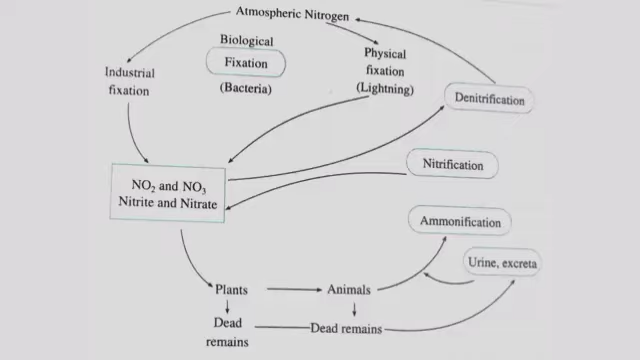 Atmospheric Nitrogen
Biological
Fixation
(Bacteria)
Physical
fixation
(Lightning)
Industrial
fixation
Denitrification
Nitrification
NO₂ and NO₃
Nitrite and Nitrate
Ammonification
Urine, excreta
Plants
Animals
Dead
remains
Dead remains